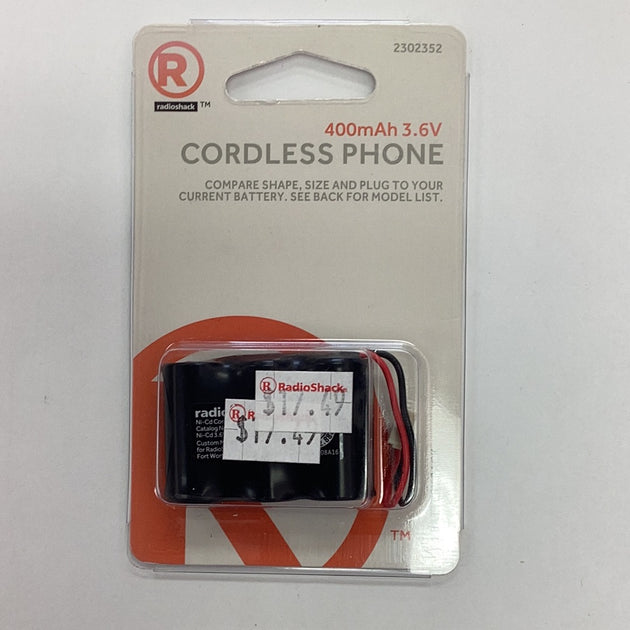 2302352
R
radioshack TM
400mAh 3.6V
CORDLESS PHONE
COMPARE SHAPE, SIZE AND PLUG TO YOUR
CURRENT BATTERY. SEE BACK FOR MODEL LIST.
R RadioShack
$17.49
radio
R R
$17.49
Ni-Cd
Catalog
Ni-Cd 3.6
Custom
for Radio
Fort Wor
08A16
TM